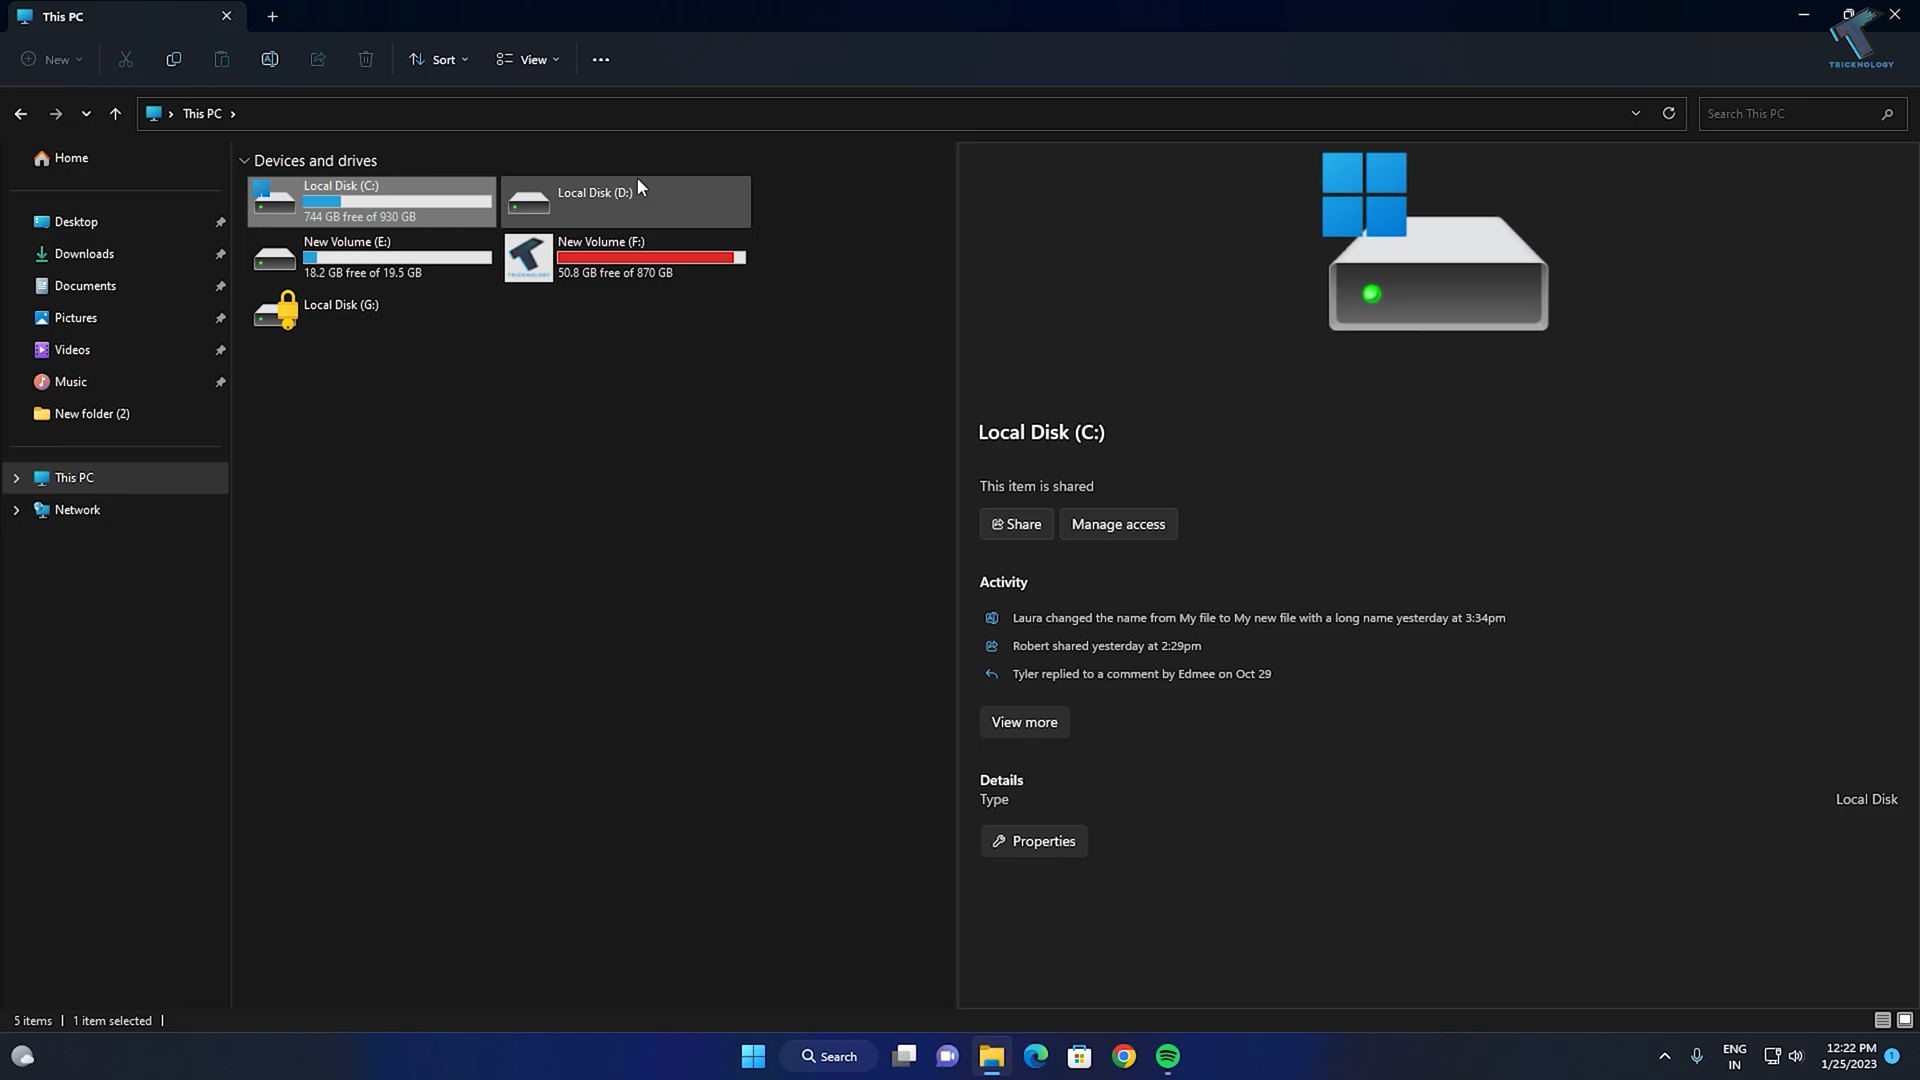 This PC
TRICKNOLOGY
New
Sort
View
This PC
Search This PC
Home
Desktop
Downloads
Documents
Pictures
Videos
Music
New folder (2)
This PC
Network
Devices and drives
Local Disk (C:)
744 GB free of 930 GB
Local Disk (D:)
New Volume (E:)
18.2 GB free of 19.5 GB
TRICKNOLOGY
New Volume (F:)
50.8 GB free of 870 GB
Local Disk (G:)
Local Disk (C:)
This item is shared
Share
Manage access
Activity
Laura changed the name from My file to My new file with a long name yesterday at 3:34pm
Robert shared yesterday at 2:29pm
Tyler replied to a comment by Edmee on Oct 29
View more
Details
Type
Local Disk
Properties
5 items
1 item selected
Search
ENG
IN
12:22 PM
1/25/2023
1